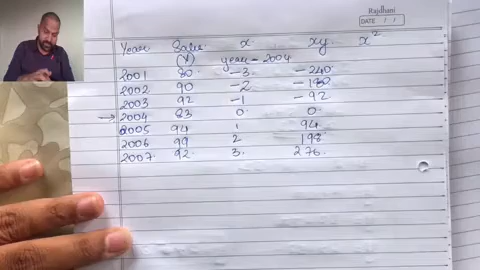 Rajdhani
DATE / /
Year Sales x xy x²
(Y) year - 2004
2001 80 -3 -240
2002 90 -2 -180
2003 92 -1 -92
→ 2004 83 0 0
2005 94 1 94
2006 99 2 198
2007 92 3 276